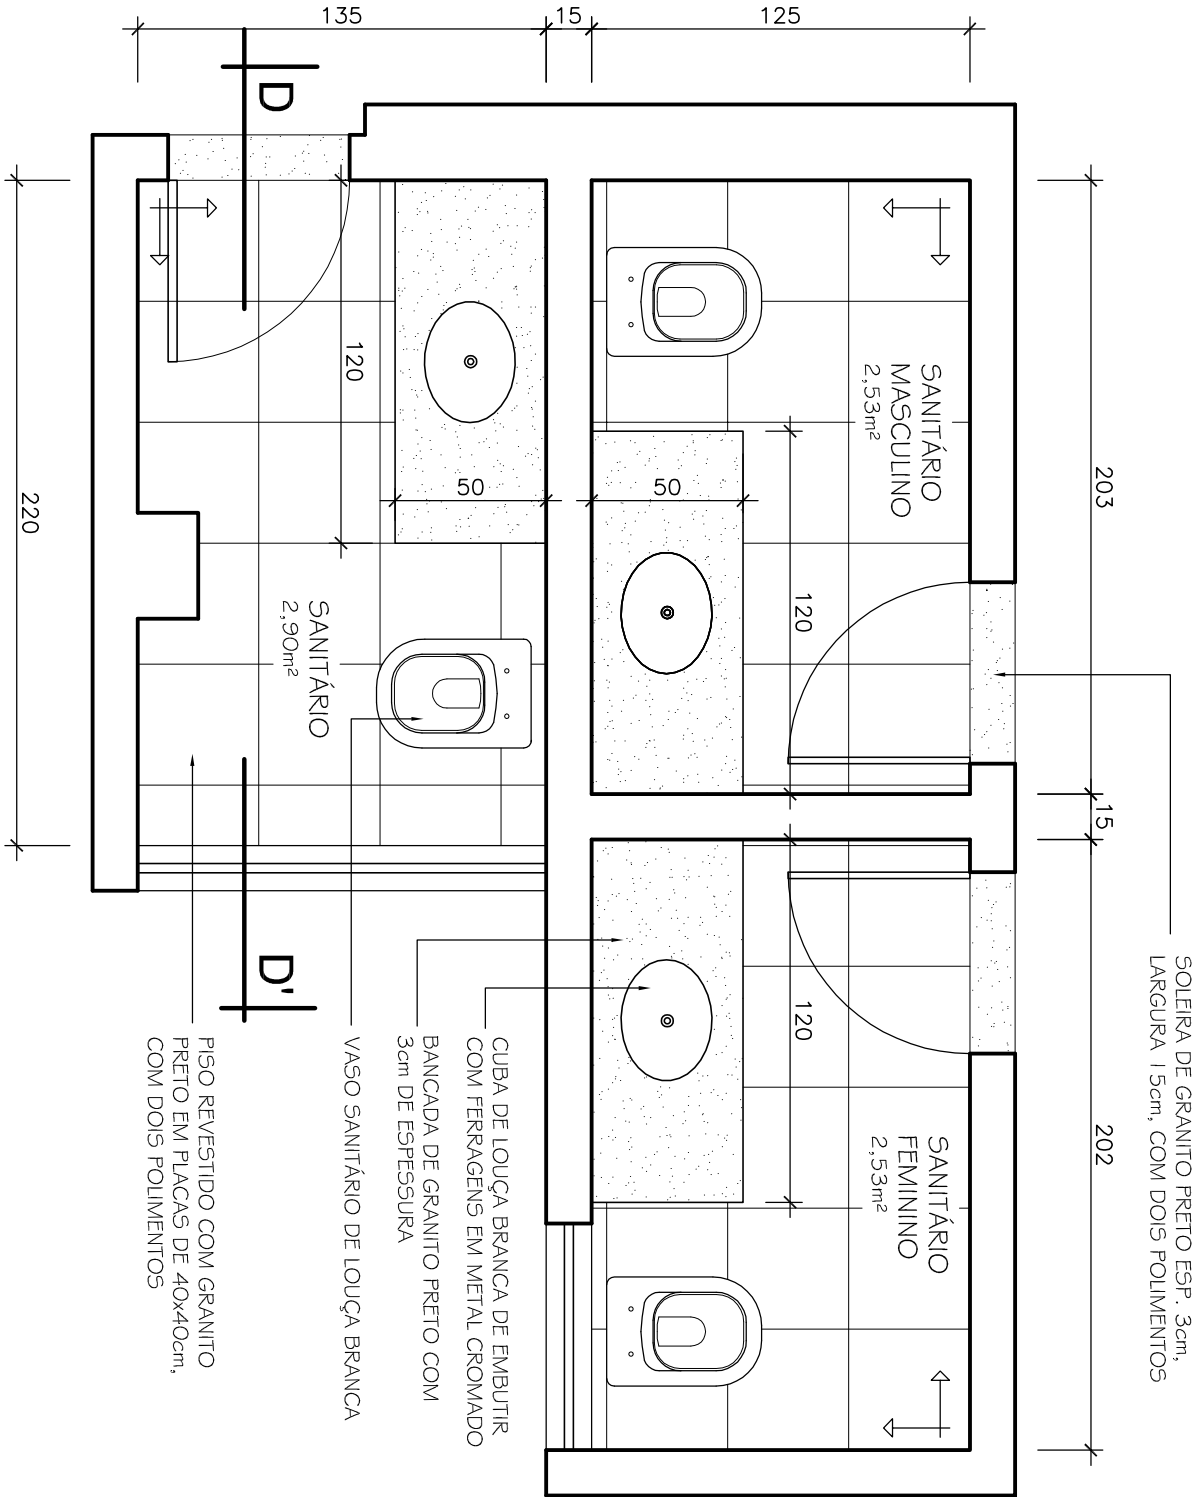 135
15
125
D
203
15
202
220
120
50
50
120
120
SANITÁRIO
MASCULINO
2,53m²
SANITÁRIO
2,90m²
SANITÁRIO
FEMININO
2,53m²
D'
SOLEIRA DE GRANITO PRETO ESP. 3cm,
LARGURA 15cm, COM DOIS POLIMENTOS
CUBA DE LOUÇA BRANCA DE EMBUTIR
COM FERRAGENS EM METAL CROMADO
BANCADA DE GRANITO PRETO COM
3cm DE ESPESSURA
VASO SANITÁRIO DE LOUÇA BRANCA
PISO REVESTIDO COM GRANITO
PRETO EM PLACAS DE 40x40cm,
COM DOIS POLIMENTOS